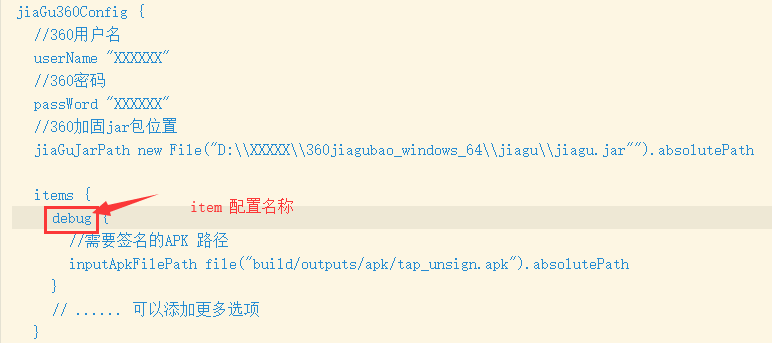 jiaGu360Config {
//360用户名
userName "XXXXXX"
//360密码
passWord "XXXXXX"
//360加固jar包位置
jiaGuJarPath new File("D:\\XXXXX\\360jiagubao_windows_64\\jiagu\\jiagu.jar"").absolutePath
items {
debug {
item 配置名称
//需要签名的APK 路径
inputApkFilePath file("build/outputs/apk/tap_unsign.apk").absolutePath
}
// ...... 可以添加更多选项
}